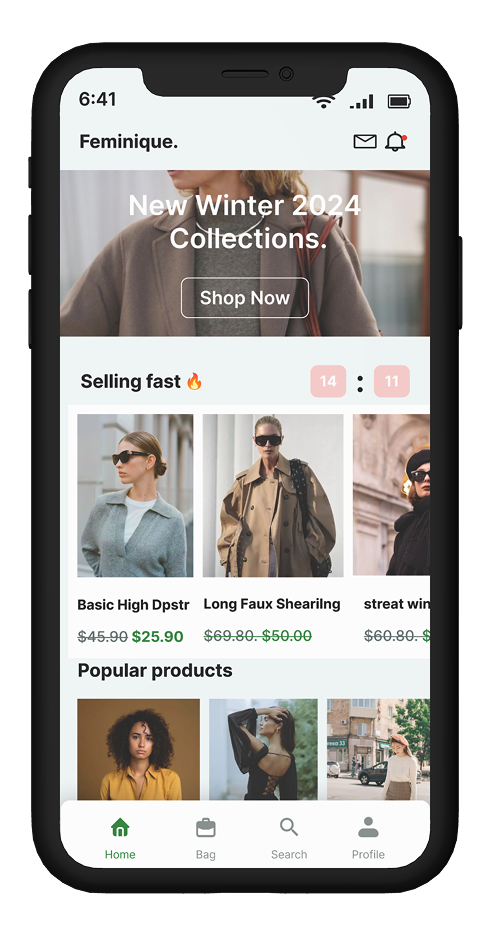 6:41
Feminique.
New Winter 2024
Collections.
Shop Now
Selling fast 🔥
14 : 11
Basic High Dpstr
Long Faux Shearilng
streat win
$45.90 $25.90
$69.80. $50.00
$60.80. $
Popular products
Home
Bag
Search
Profile